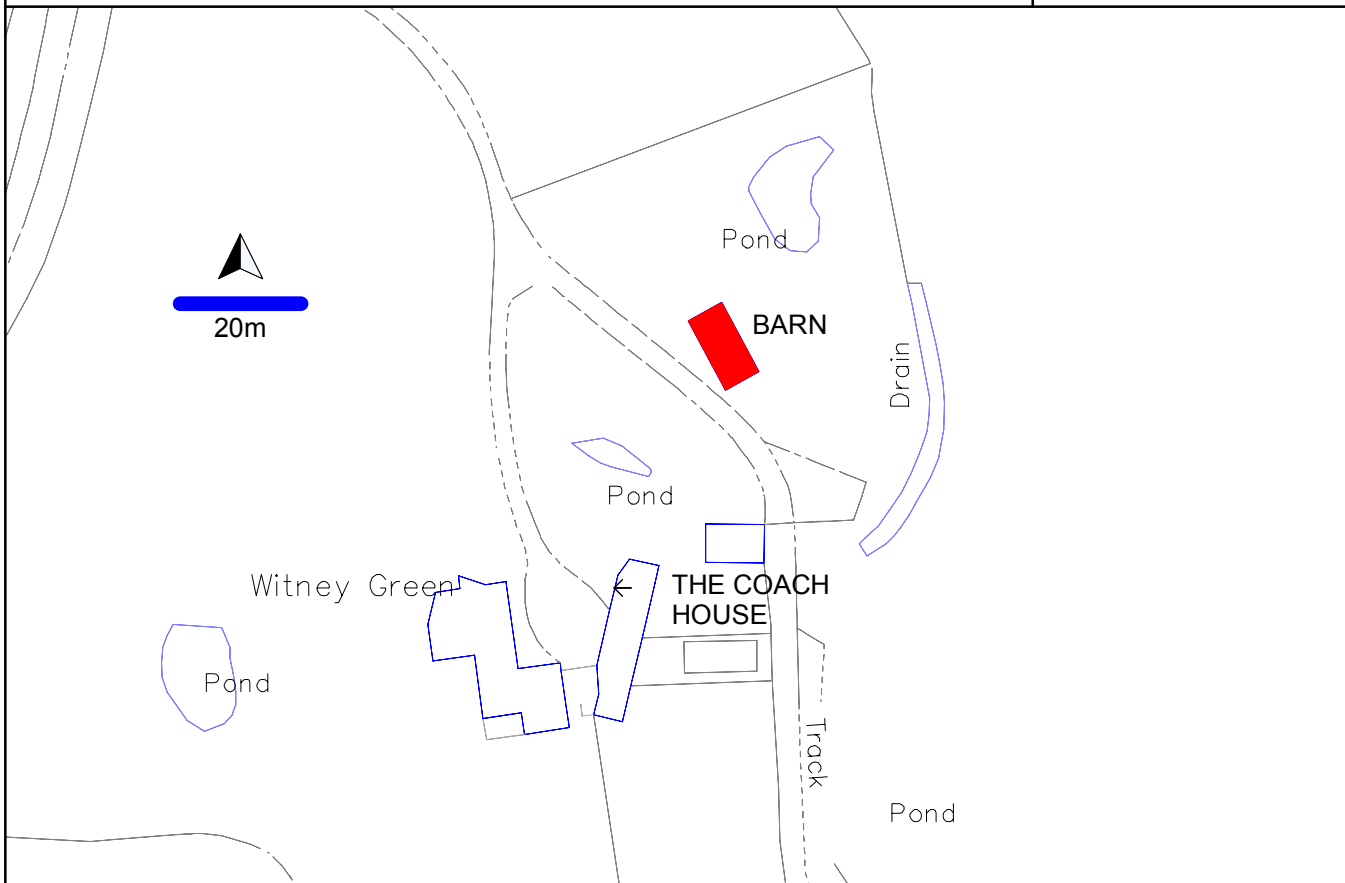 Pond
20m
BARN
Drain
Pond
Witney Green
THE COACH
HOUSE
Pond
Track
Pond